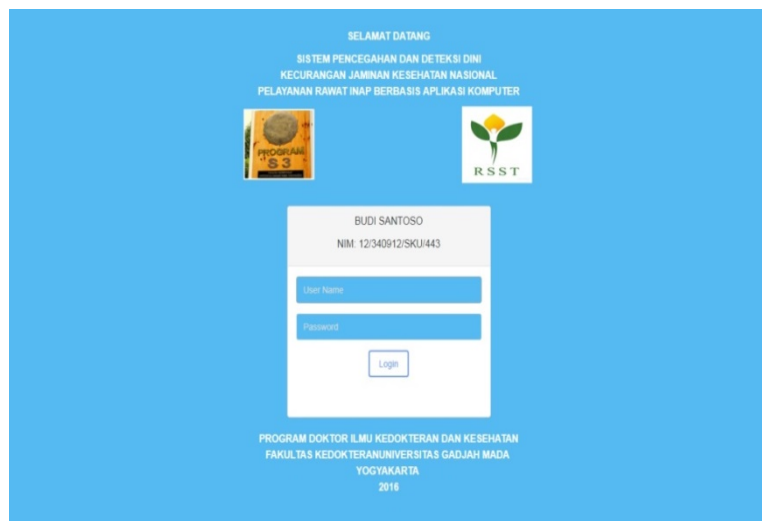 SELAMAT DATANG
SISTEM PENCEGAHAN DAN DETEKSI DINI
KECURANGAN JAMINAN KESEHATAN NASIONAL
PELAYANAN RAWAT INAP BERBASIS APLIKASI KOMPUTER
PROGRAM
S 3
RSST
BUDI SANTOSO
NIM: 12/340912/SKU/443
User Name
Password
Login
PROGRAM DOKTOR ILMU KEDOKTERAN DAN KESEHATAN
FAKULTAS KEDOKTERANUNIVERSITAS GADJAH MADA
YOGYAKARTA
2016